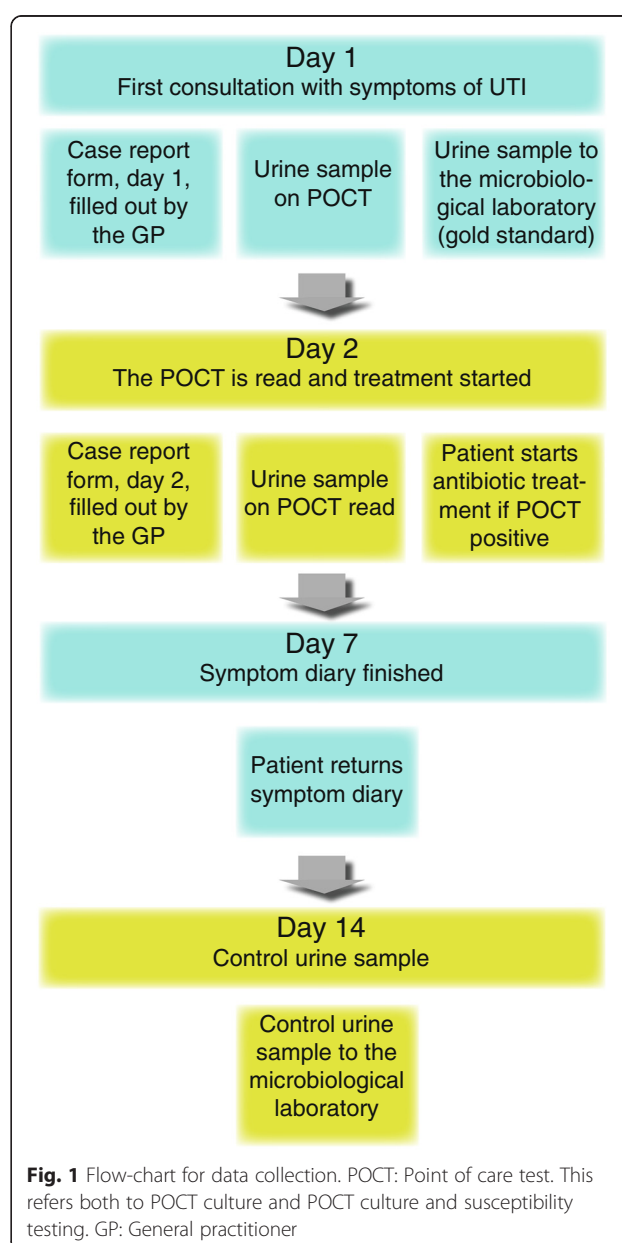 Day 1
First consultation with symptoms of UTI
Case report
form, day 1,
filled out by
the GP
Urine sample
on POCT
Urine sample to
the microbiolo-
gical laboratory
(gold standard)
Day 2
The POCT is read and treatment started
Case report
form, day 2,
filled out by
the GP
Urine sample
on POCT read
Patient starts
antibiotic treat-
ment if POCT
positive
Day 7
Symptom diary finished
Patient returns
symptom diary
Day 14
Control urine sample
Control urine
sample to the
microbiological
laboratory
Fig. 1 Flow-chart for data collection. POCT: Point of care test. This
refers both to POCT culture and POCT culture and susceptibility
testing. GP: General practitioner